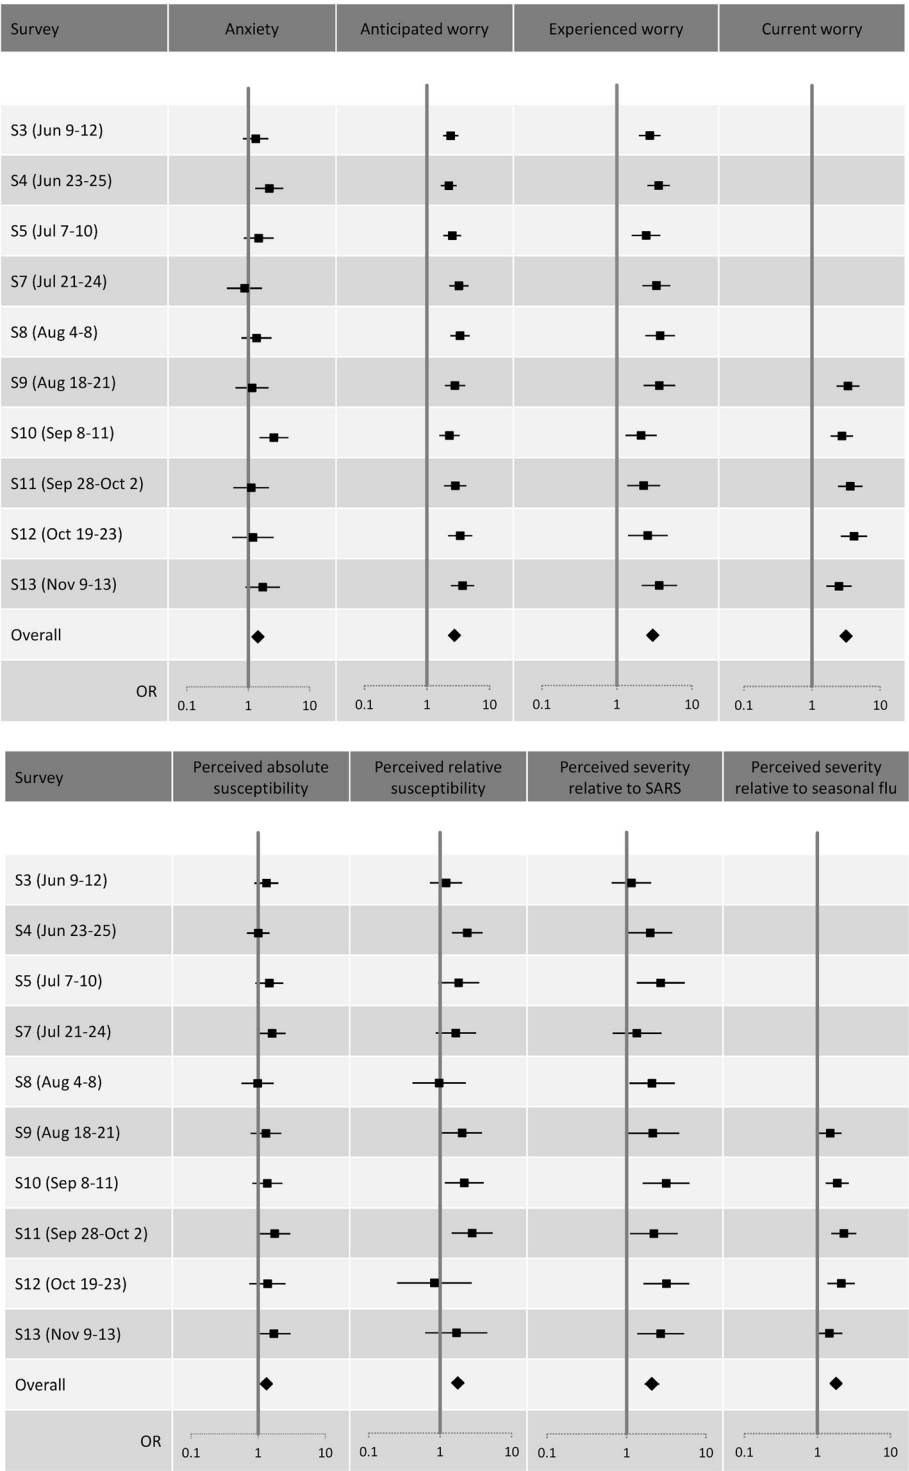 Survey Anxiety Anticipated worry Experienced worry Current worry
S3 (Jun 9-12)
S4 (Jun 23-25)
S5 (Jul 7-10)
S7 (Jul 21-24)
S8 (Aug 4-8)
S9 (Aug 18-21)
S10 (Sep 8-11)
S11 (Sep 28-Oct 2)
S12 (Oct 19-23)
S13 (Nov 9-13)
Overall
OR
0.1 1 10 0.1 1 10 0.1 1 10 0.1 1 10
Survey
Perceived absolute susceptibility
Perceived relative susceptibility
Perceived severity relative to SARS
Perceived severity relative to seasonal flu
S3 (Jun 9-12)
S4 (Jun 23-25)
S5 (Jul 7-10)
S7 (Jul 21-24)
S8 (Aug 4-8)
S9 (Aug 18-21)
S10 (Sep 8-11)
S11 (Sep 28-Oct 2)
S12 (Oct 19-23)
S13 (Nov 9-13)
Overall
OR
0.1 1 10 0.1 1 10 0.1 1 10 0.1 1 10